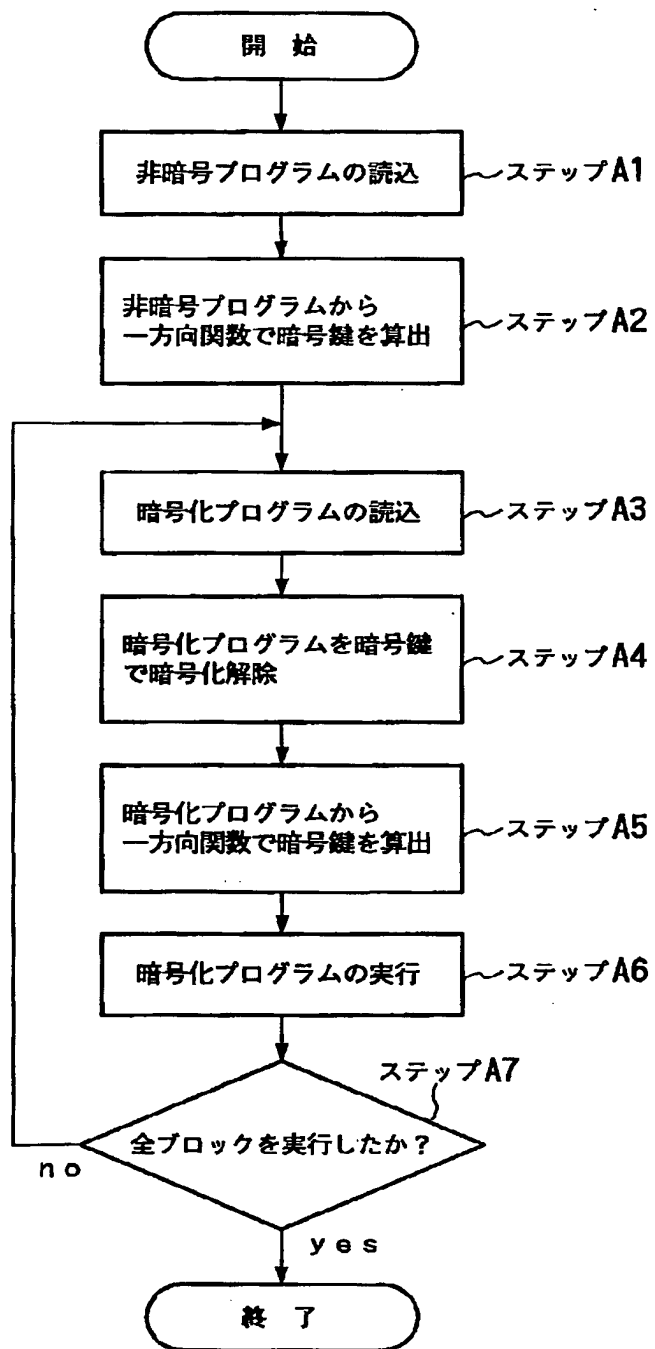 開 始
非暗号プログラムの読込
ステップA1
非暗号プログラムから
一方向関数で暗号鍵を算出
ステップA2
暗号化プログラムの読込
ステップA3
暗号化プログラムを暗号鍵
で暗号化解除
ステップA4
暗号化プログラムから
一方向関数で暗号鍵を算出
ステップA5
暗号化プログラムの実行
ステップA6
ステップA7
全ブロックを実行したか？
no
yes
終 了